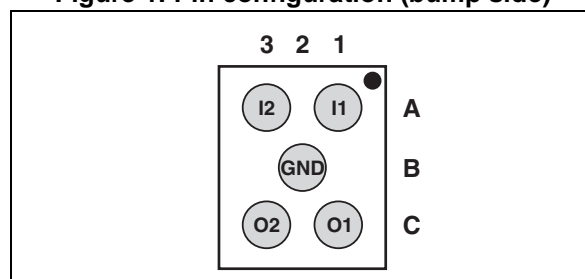 Figure 1. Pin configuration (bump side)
3 2 1
I2 I1 A
GND B
O2 O1 C